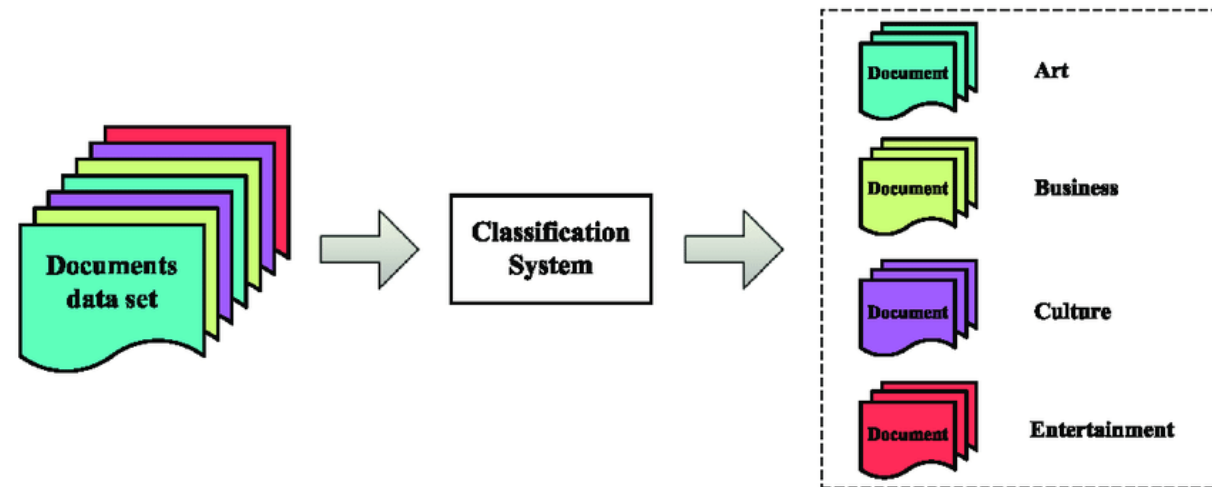 Documents
data set
Classification
System
Document
Art
Document
Business
Document
Culture
Document
Entertainment